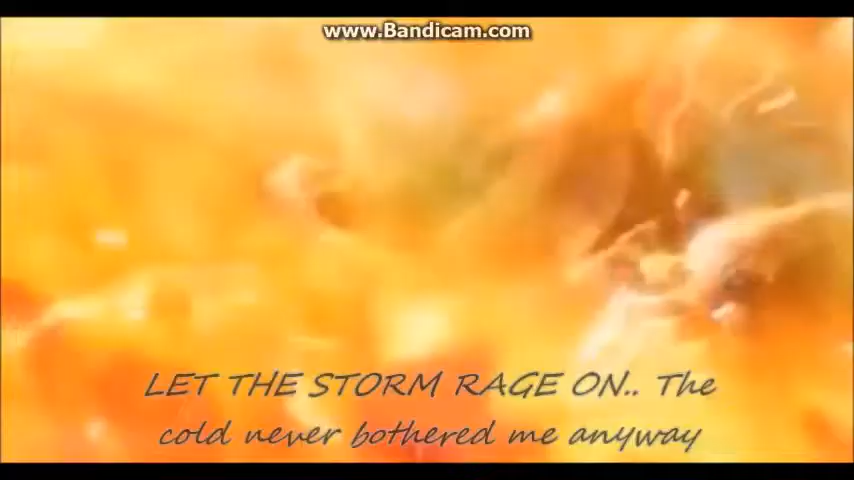 www.Bandicam.com
LET THE STORM RAGE ON.. The
cold never bothered me anyway